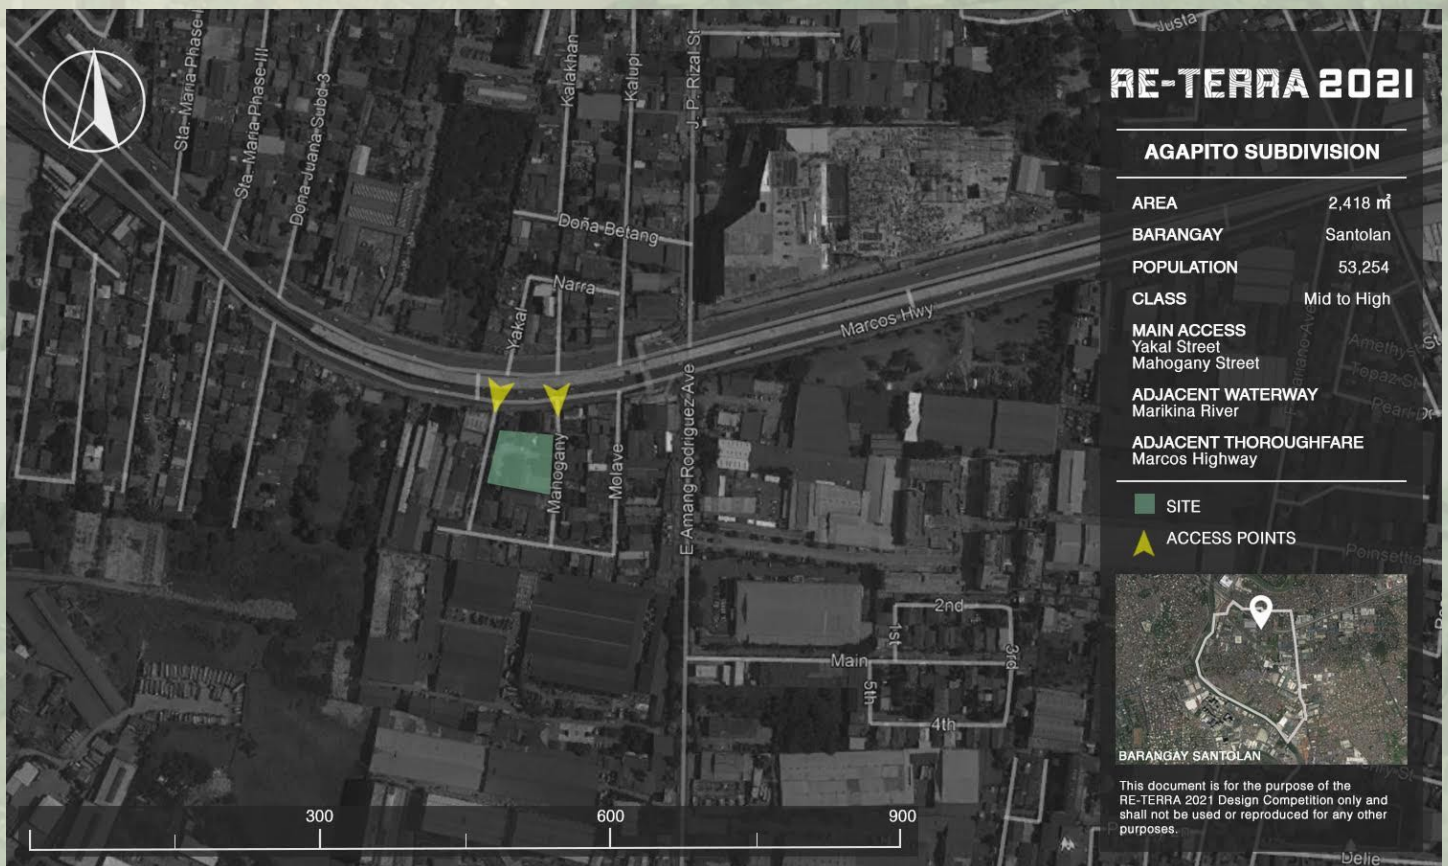 RE-TERRA 2021
AGAPITO SUBDIVISION
AREA 2,418 ㎡
BARANGAY Santolan
POPULATION 53,254
CLASS Mid to High
MAIN ACCESS
Yakal Street
Mahogany Street
ADJACENT WATERWAY
Marikina River
ADJACENT THOROUGHFARE
Marcos Highway
SITE
ACCESS POINTS
BARANGAY SANTOLAN
This document is for the purpose of the
RE-TERRA 2021 Design Competition only and
shall not be used or reproduced for any other
purposes.
Justa
Sta. Maria Phase
Sta. Maria Phase III
Dona Juana Subd 3
Kalakhan
Kalupi
J. P. Rizal St
Doña Betang
Narra
Yakal
Marcos Hwy
Mahogany
Molave
E Amang Rodriguez Ave
Amethyst St
Topaz St
Pearl Dr
Poinsettia
2nd
1st
3rd
Main
5th
4th
Delie
300
600
900